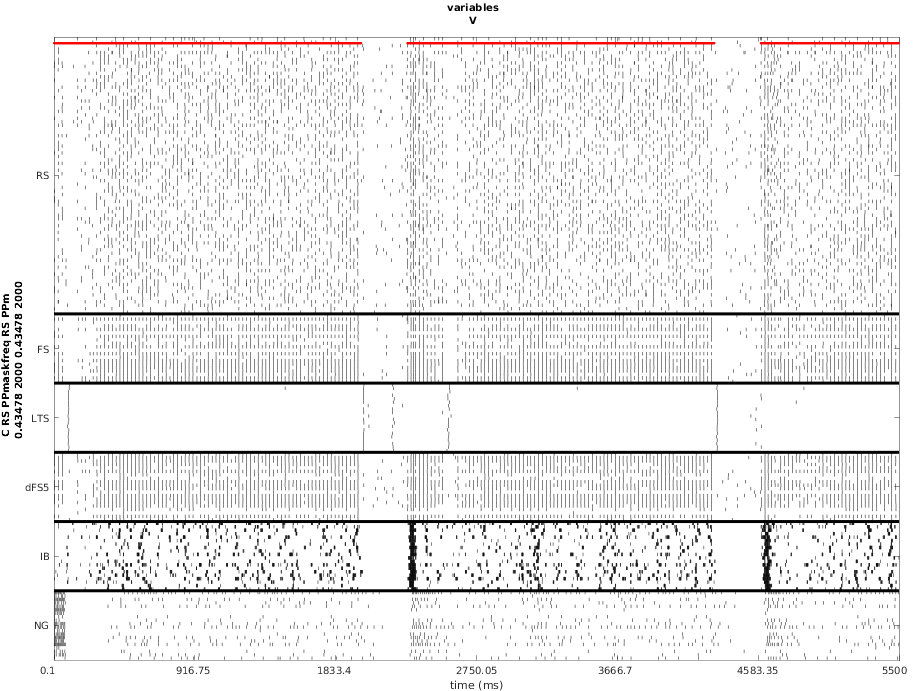 variables
V
RS
FS
LTS
dFS5
IB
NG
C RS PPmaskfreq RS PPm
0.43478 2000 0.43478 2000
0.1 916.75 1833.4 2750.05 3666.7 4583.35 5500
time (ms)